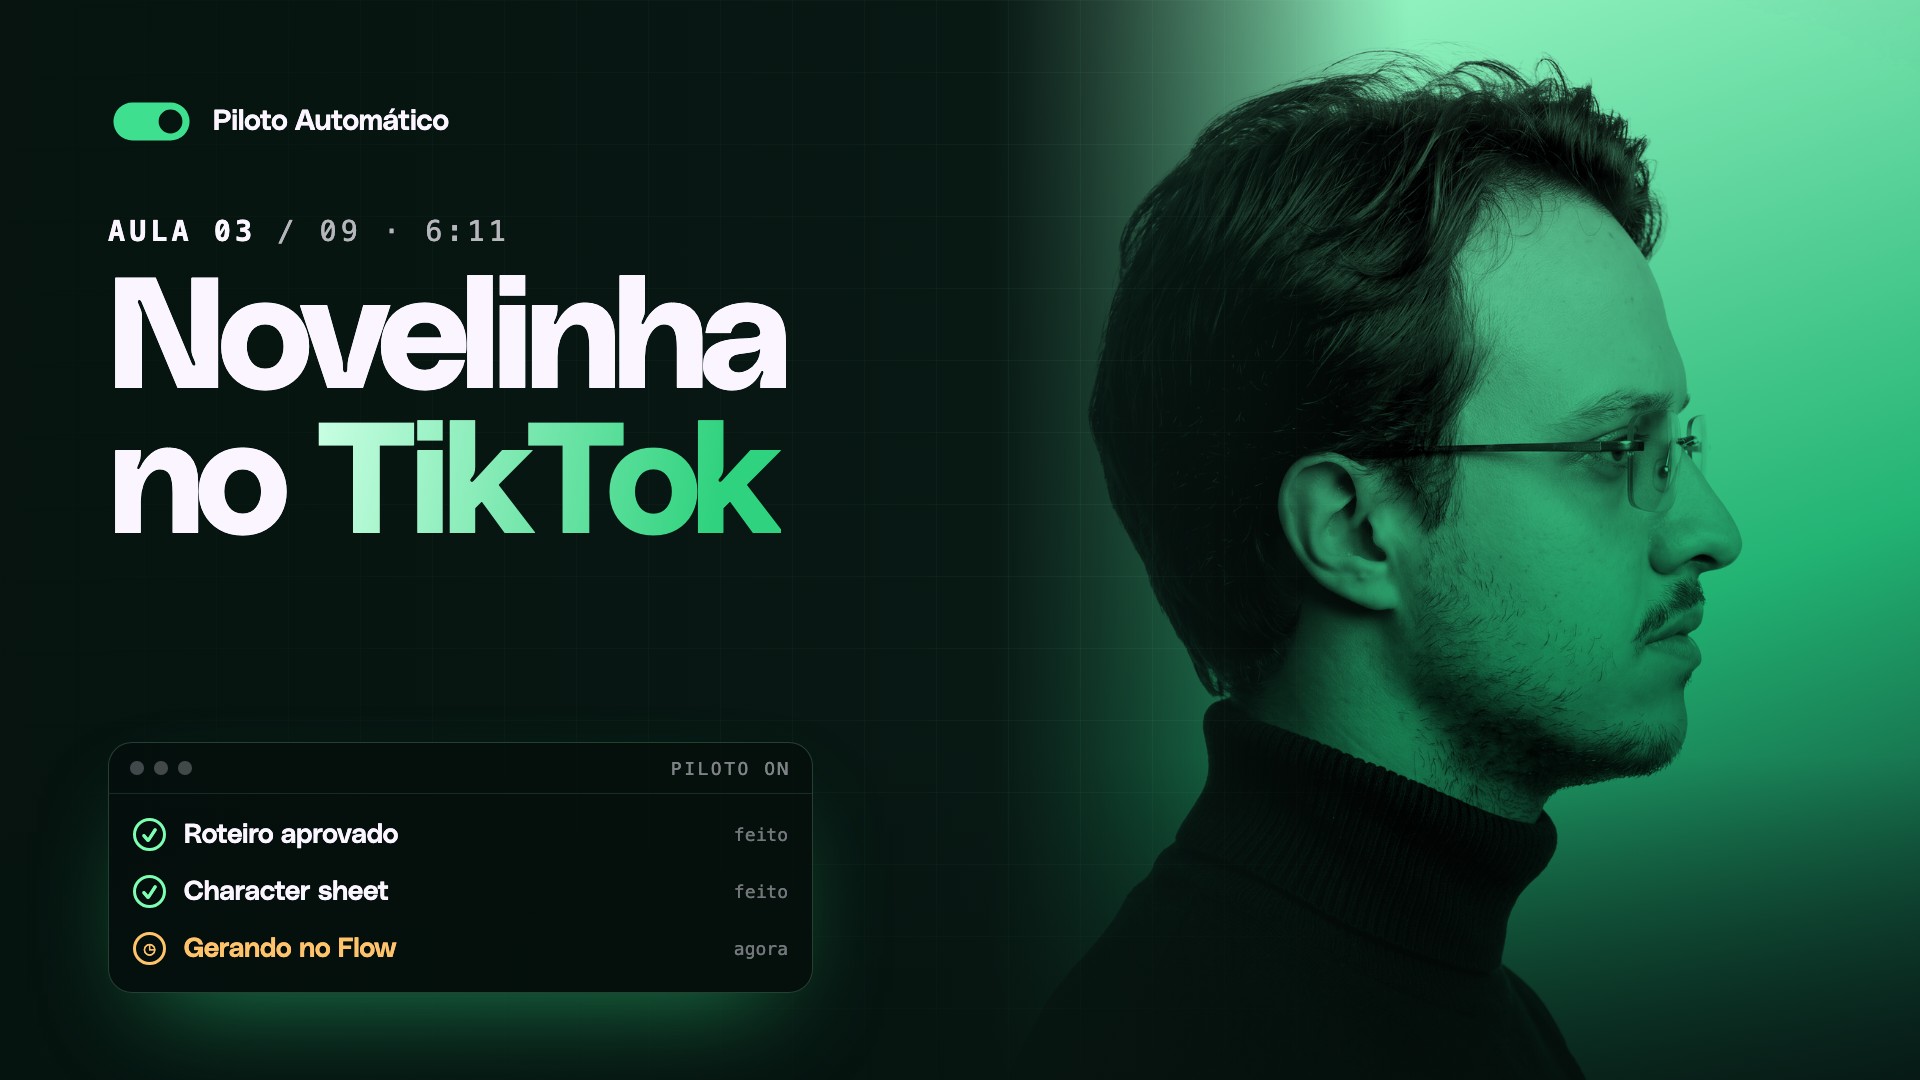 Piloto Automático
AULA 03 / 09 · 6:11
Novelinha
no TikTok
PILOTO ON
Roteiro aprovado feito
Character sheet feito
Gerando no Flow agora